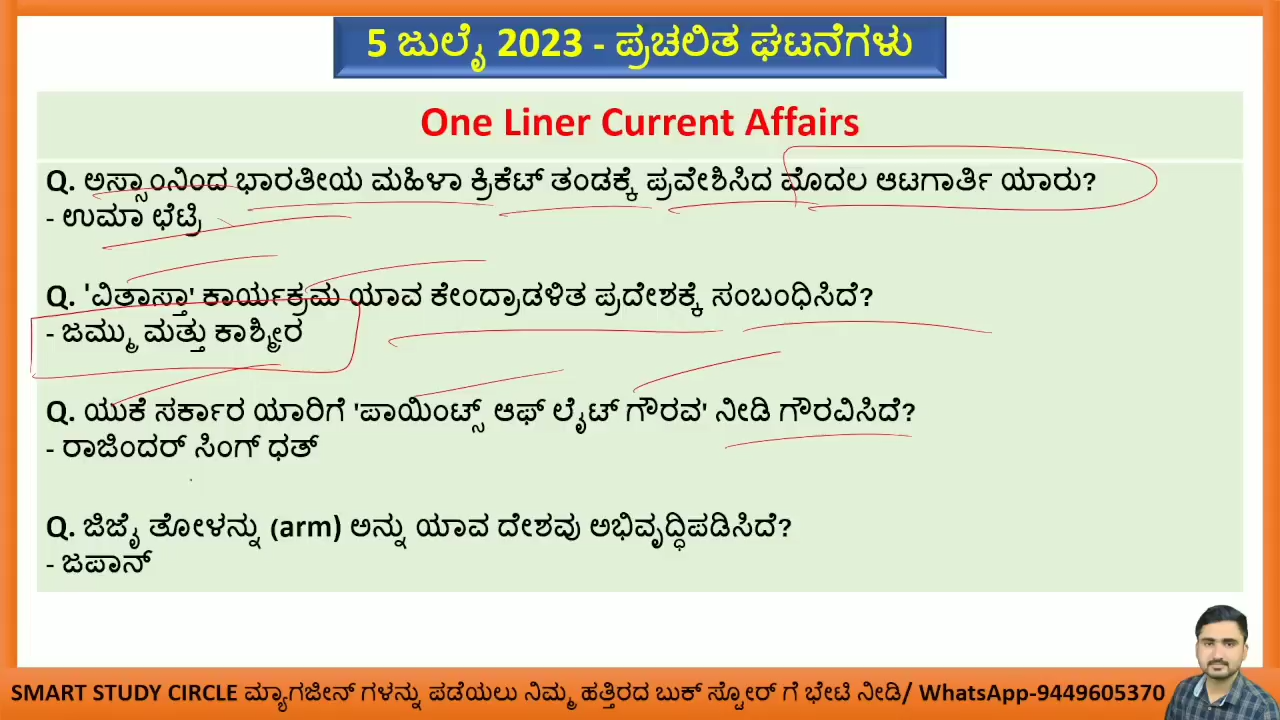 5 ಜುಲೈ 2023 - ಪ್ರಚಲಿತ ಘಟನೆಗಳು
One Liner Current Affairs
Q. ಅಸ್ಸಾಂನಿಂದ ಭಾರತೀಯ ಮಹಿಳಾ ಕ್ರಿಕೆಟ್ ತಂಡಕ್ಕೆ ಪ್ರವೇಶಿಸಿದ ಮೊದಲ ಆಟಗಾರ್ತಿ ಯಾರು?
- ಉಮಾ ಛೆಟ್ರಿ
Q. 'ವಿತಾಸ್ತಾ' ಕಾರ್ಯಕ್ರಮ ಯಾವ ಕೇಂದ್ರಾಡಳಿತ ಪ್ರದೇಶಕ್ಕೆ ಸಂಬಂಧಿಸಿದೆ?
- ಜಮ್ಮು ಮತ್ತು ಕಾಶ್ಮೀರ
Q. ಯುಕೆ ಸರ್ಕಾರ ಯಾರಿಗೆ 'ಪಾಯಿಂಟ್ಸ್ ಆಫ್ ಲೈಟ್ ಗೌರವ' ನೀಡಿ ಗೌರವಿಸಿದೆ?
- ರಾಜಿಂದರ್ ಸಿಂಗ್ ಧತ್
Q. ಜಿಜೈ ತೋಳನ್ನು (arm) ಅನ್ನು ಯಾವ ದೇಶವು ಅಭಿವೃದ್ಧಿಪಡಿಸಿದೆ?
- ಜಪಾನ್
SMART STUDY CIRCLE ಮ್ಯಾಗಜೀನ್ ಗಳನ್ನು ಪಡೆಯಲು ನಿಮ್ಮ ಹತ್ತಿರದ ಬುಕ್ ಸ್ಟೋರ್ ಗೆ ಭೇಟಿ ನೀಡಿ/ WhatsApp-9449605370